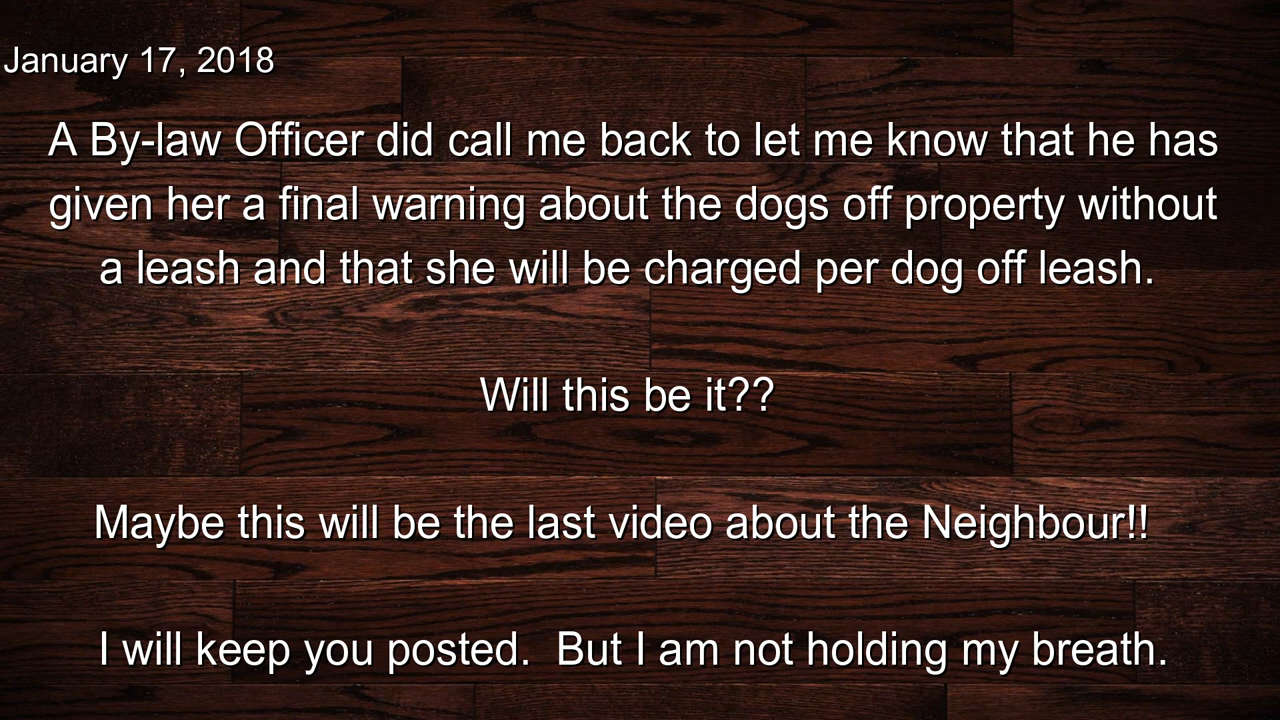 January 17, 2018
A By-law Officer did call me back to let me know that he has
given her a final warning about the dogs off property without
a leash and that she will be charged per dog off leash.
Will this be it??
Maybe this will be the last video about the Neighbour!!
I will keep you posted.  But I am not holding my breath.